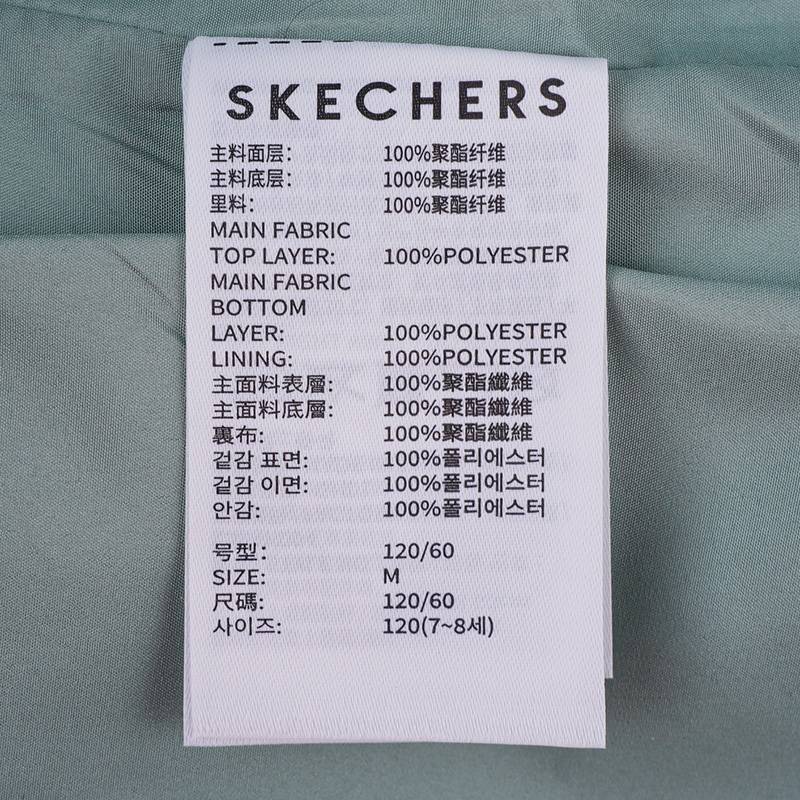 SKECHERS
主料面层: 100%聚酯纤维
主料底层: 100%聚酯纤维
里料: 100%聚酯纤维
MAIN FABRIC
TOP LAYER: 100%POLYESTER
MAIN FABRIC
BOTTOM
LAYER: 100%POLYESTER
LINING: 100%POLYESTER
主面料表層: 100%聚酯纖維
主面料底層: 100%聚酯纖維
裏布: 100%聚酯纖維
겉감 표면: 100%폴리에스터
겉감 이면: 100%폴리에스터
안감: 100%폴리에스터
号型: 120/60
SIZE: M
尺碼: 120/60
사이즈: 120(7~8세)